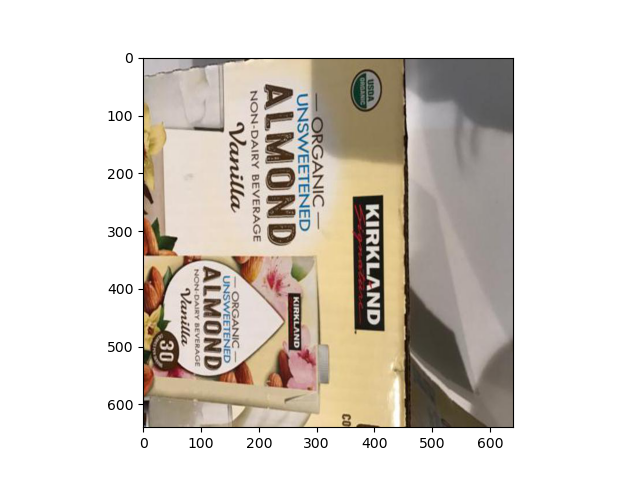 USDA
ORGANIC
KIRKLAND
Signature
— ORGANIC —
UNSWEETENED
ALMOND
NON-DAIRY BEVERAGE
Vanilla
KIRKLAND
— ORGANIC —
UNSWEETENED
ALMOND
NON-DAIRY BEVERAGE
Vanilla
30
CO
0
100
200
300
400
500
600
0
100
200
300
400
500
600